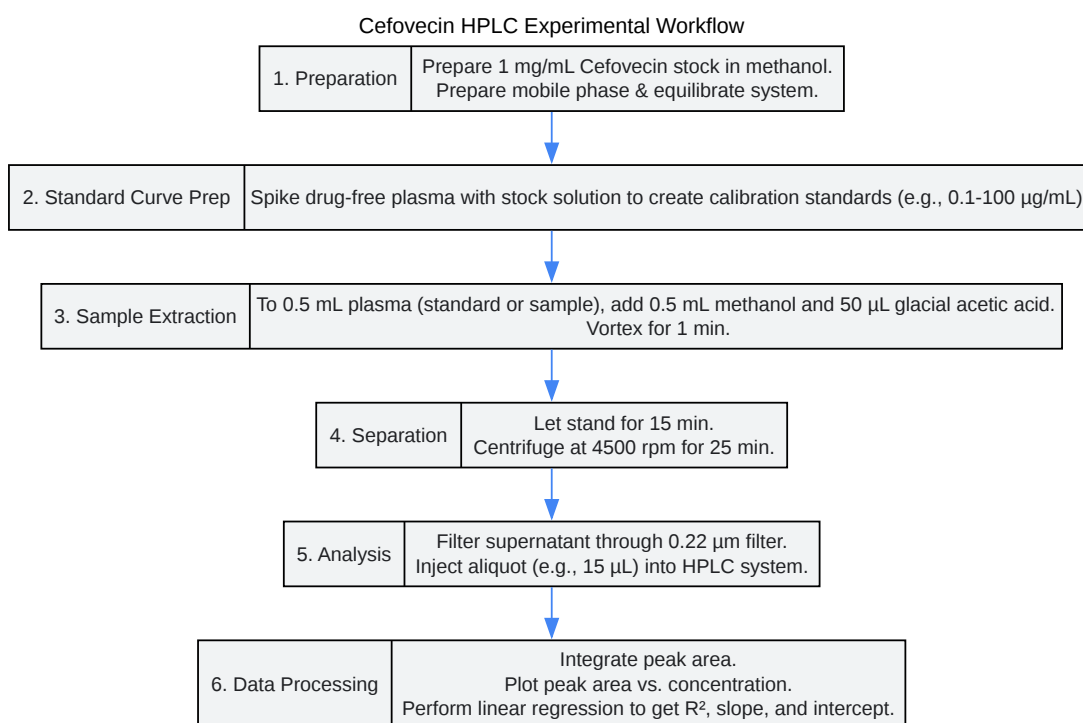 Cefovecin HPLC Experimental Workflow
1. Preparation
Prepare 1 mg/mL Cefovecin stock in methanol.
Prepare mobile phase & equilibrate system.
2. Standard Curve Prep
Spike drug-free plasma with stock solution to create calibration standards (e.g., 0.1-100 µg/mL)
3. Sample Extraction
To 0.5 mL plasma (standard or sample), add 0.5 mL methanol and 50 µL glacial acetic acid.
Vortex for 1 min.
4. Separation
Let stand for 15 min.
Centrifuge at 4500 rpm for 25 min.
5. Analysis
Filter supernatant through 0.22 µm filter.
Inject aliquot (e.g., 15 µL) into HPLC system.
6. Data Processing
Integrate peak area.
Plot peak area vs. concentration.
Perform linear regression to get R², slope, and intercept.